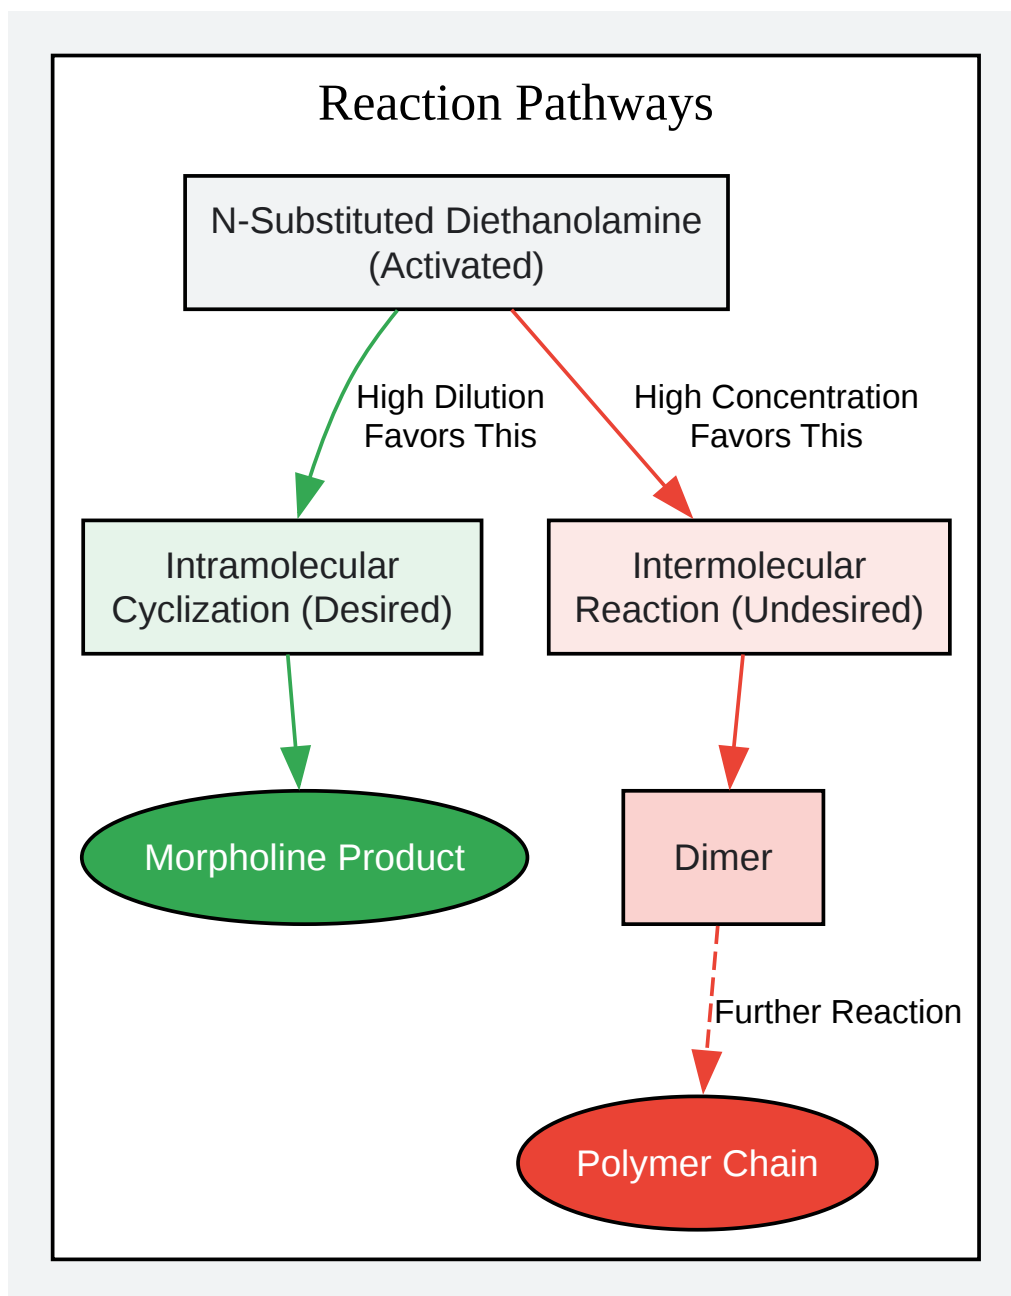 Reaction Pathways
N-Substituted Diethanolamine
(Activated)
High Dilution
Favors This
High Concentration
Favors This
Intramolecular
Cyclization (Desired)
Intermolecular
Reaction (Undesired)
Morpholine Product
Dimer
Further Reaction
Polymer Chain